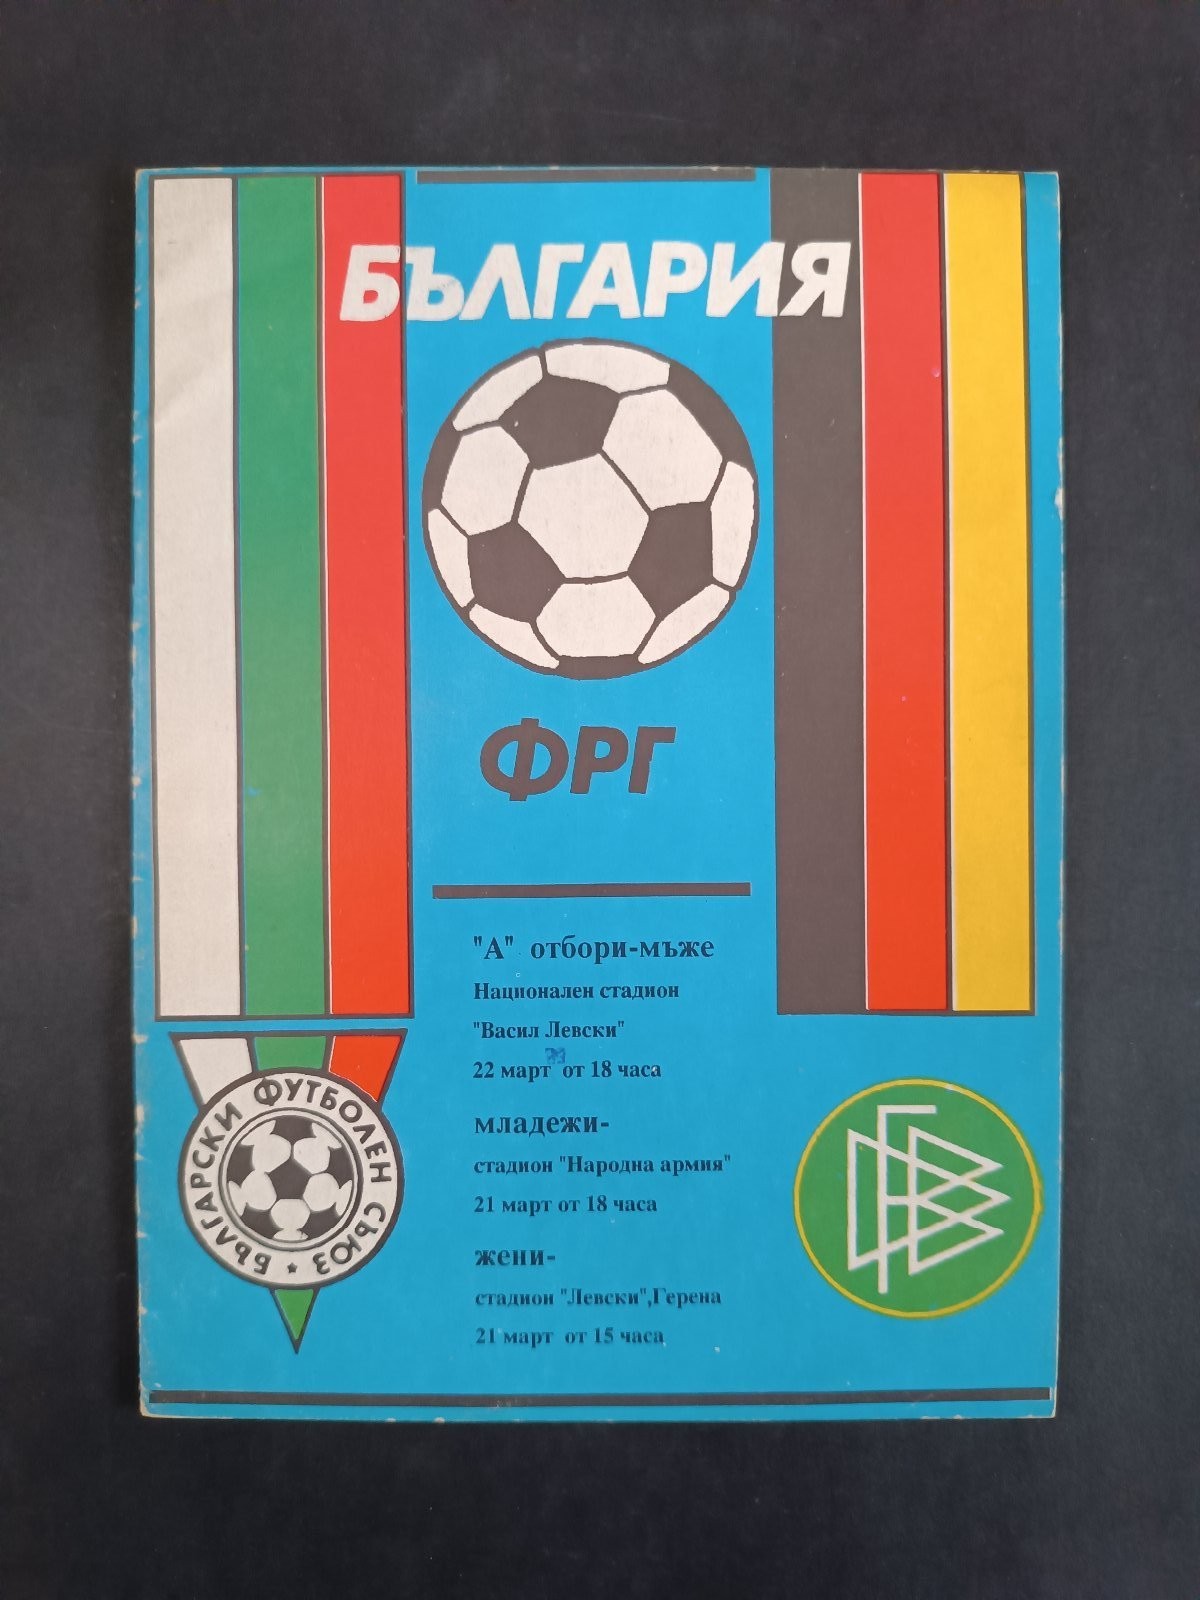 БЪЛГАРИЯ
ФРГ
"А" отбори-мъже
Национален стадион
"Васил Левски"
22 март от 18 часа
младежи-
стадион "Народна армия"
21 март от 18 часа
жени-
стадион "Левски",Герена
21 март от 15 часа
БЪЛГАРСКИ ФУТБОЛЕН СЪЮЗ
DFB